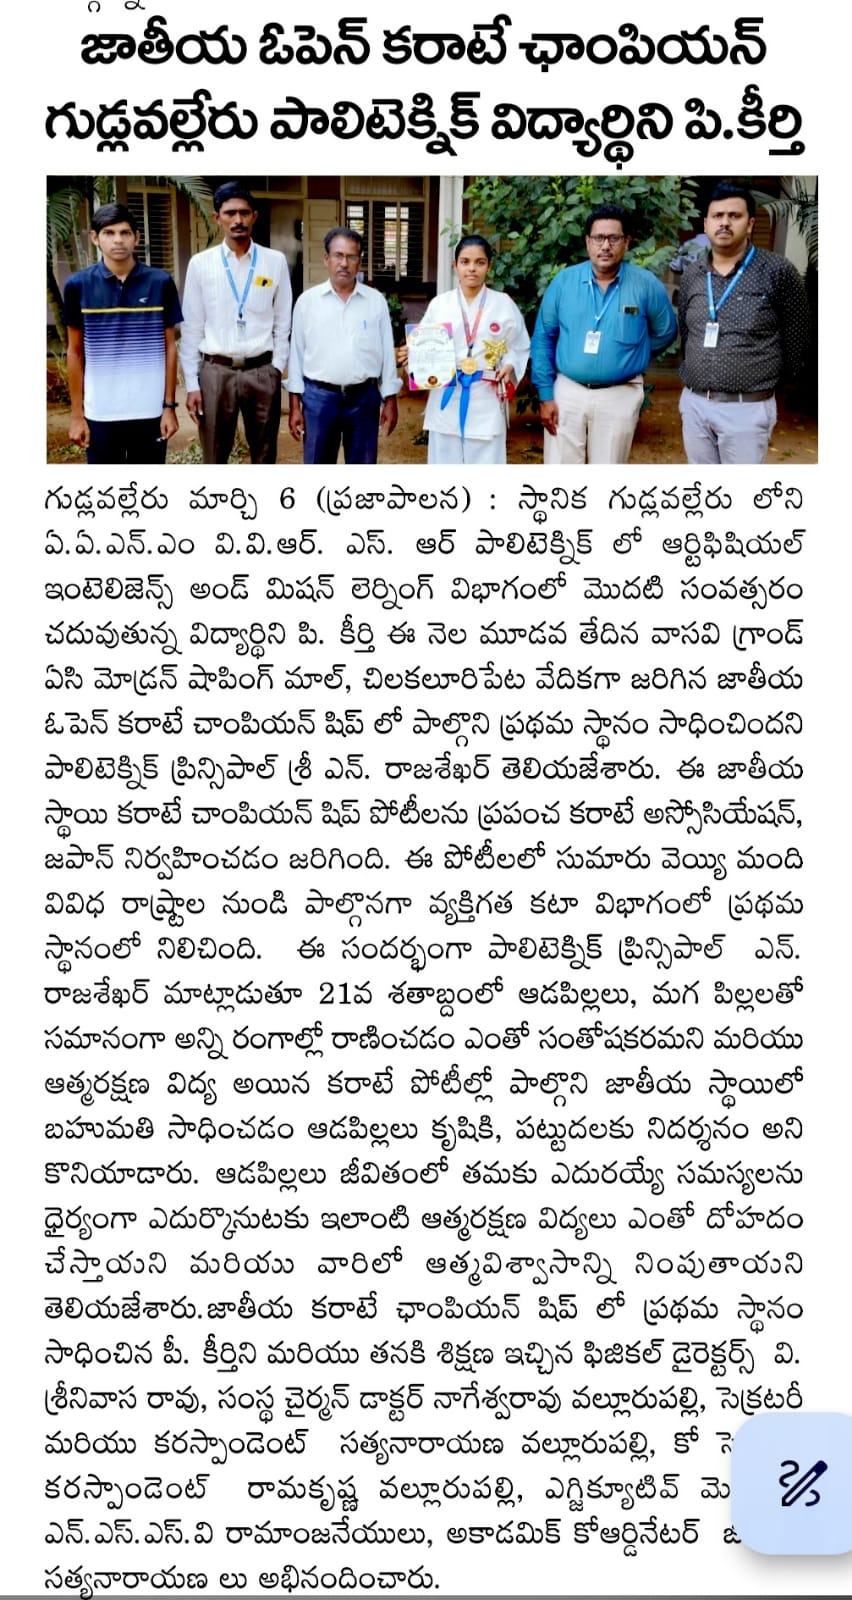 జాతీయ ఓపెన్ కరాటే ఛాంపియన్
గుడ్లవల్లేరు పాలిటెక్నిక్ విద్యార్థిని పి.కీర్తి
గుడ్లవల్లేరు మార్చి 6 (ప్రజాపాలన) : స్థానిక గుడ్లవల్లేరు లోని
ఏ.ఏ.ఎన్.ఎం వి.వి.ఆర్. ఎస్. ఆర్ పాలిటెక్నిక్ లో ఆర్టిఫిషియల్
ఇంటెలిజెన్స్ అండ్ మిషన్ లెర్నింగ్ విభాగంలో మొదటి సంవత్సరం
చదువుతున్న విద్యార్థిని పి. కీర్తి ఈ నెల మూడవ తేదిన వాసవి గ్రాండ్
ఏసి మోడ్రన్ షాపింగ్ మాల్, చిలకలూరిపేట వేదికగా జరిగిన జాతీయ
ఓపెన్ కరాటే చాంపియన్ షిప్ లో పాల్గొని ప్రథమ స్థానం సాధించిందని
పాలిటెక్నిక్ ప్రిన్సిపాల్ శ్రీ ఎన్. రాజశేఖర్ తెలియజేశారు. ఈ జాతీయ
స్థాయి కరాటే చాంపియన్ షిప్ పోటీలను ప్రపంచ కరాటే అస్సోసియేషన్,
జపాన్ నిర్వహించడం జరిగింది. ఈ పోటీలలో సుమారు వెయ్యి మంది
వివిధ రాష్ట్రాల నుండి పాల్గొనగా వ్యక్తిగత కటా విభాగంలో ప్రథమ
స్థానంలో నిలిచింది. ఈ సందర్భంగా పాలిటెక్నిక్ ప్రిన్సిపాల్ ఎన్.
రాజశేఖర్ మాట్లాడుతూ 21వ శతాబ్దంలో ఆడపిల్లలు, మగ పిల్లలతో
సమానంగా అన్ని రంగాల్లో రాణించడం ఎంతో సంతోషకరమని మరియు
ఆత్మరక్షణ విద్య అయిన కరాటే పోటీల్లో పాల్గొని జాతీయ స్థాయిలో
బహుమతి సాధించడం ఆడపిల్లలు కృషికి, పట్టుదలకు నిదర్శనం అని
కొనియాడారు. ఆడపిల్లలు జీవితంలో తమకు ఎదురయ్యే సమస్యలను
ధైర్యంగా ఎదుర్కొనుటకు ఇలాంటి ఆత్మరక్షణ విద్యలు ఎంతో దోహదం
చేస్తాయని మరియు వారిలో ఆత్మవిశ్వాసాన్ని నింపుతాయని
తెలియజేశారు.జాతీయ కరాటే ఛాంపియన్ షిప్ లో ప్రథమ స్థానం
సాధించిన పీ. కీర్తిని మరియు తనకి శిక్షణ ఇచ్చిన ఫిజికల్ డైరెక్టర్స్ వి.
శ్రీనివాస రావు, సంస్థ చైర్మన్ డాక్టర్ నాగేశ్వరావు వల్లూరుపల్లి, సెక్రటరీ
మరియు కరస్పాండెంట్ సత్యనారాయణ వల్లూరుపల్లి, కో
కరస్పాండెంట్ రామకృష్ణ వల్లూరుపల్లి, ఎగ్జిక్యూటివ్
ఎన్.ఎస్.ఎస్.వి రామాంజనేయులు, అకాడమిక్ కోఆర్డినేటర్
సత్యనారాయణ లు అభినందించారు.